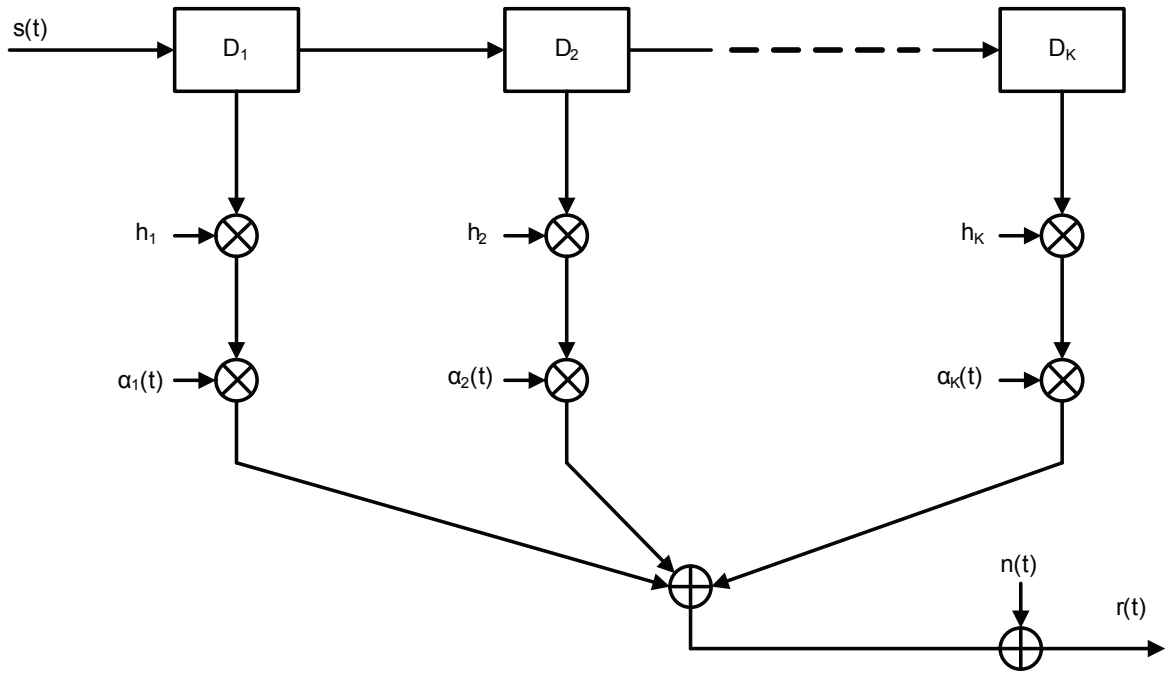 s(t)
D₁
D₂
D_K
h₁
h₂
h_K
α₁(t)
α₂(t)
α_K(t)
n(t)
r(t)